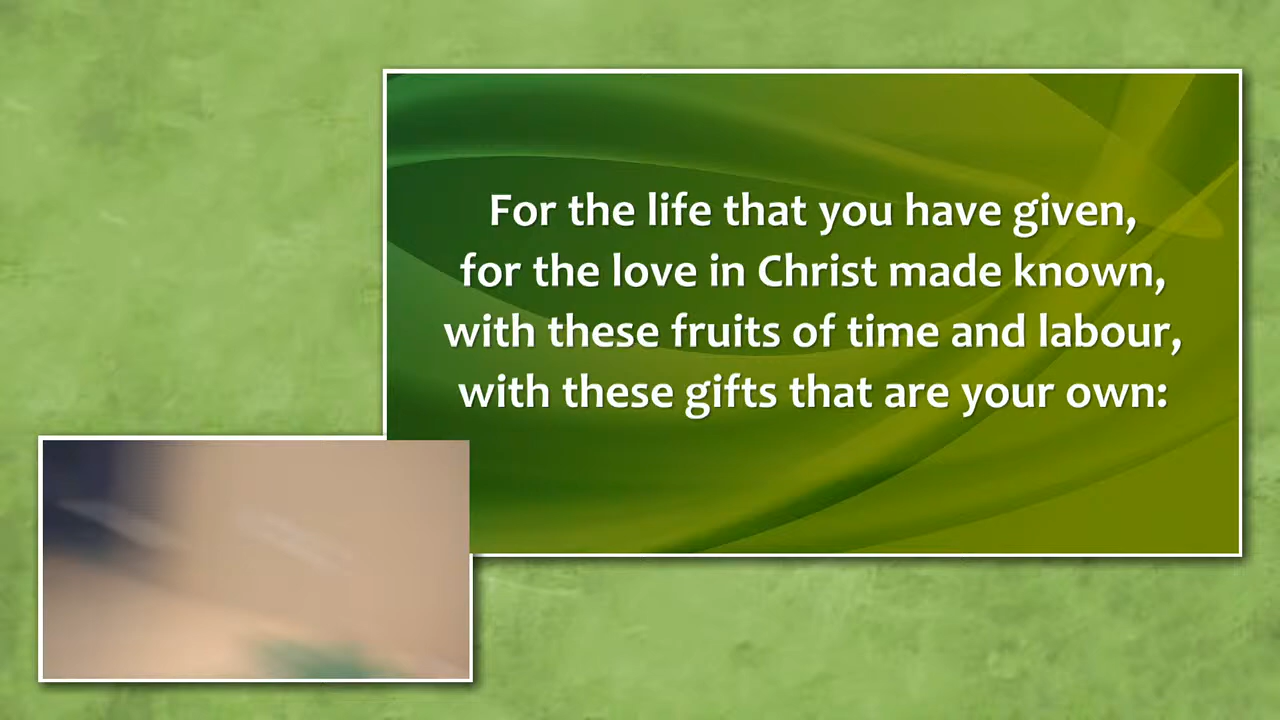 For the life that you have given,
for the love in Christ made known,
with these fruits of time and labour,
with these gifts that are your own: